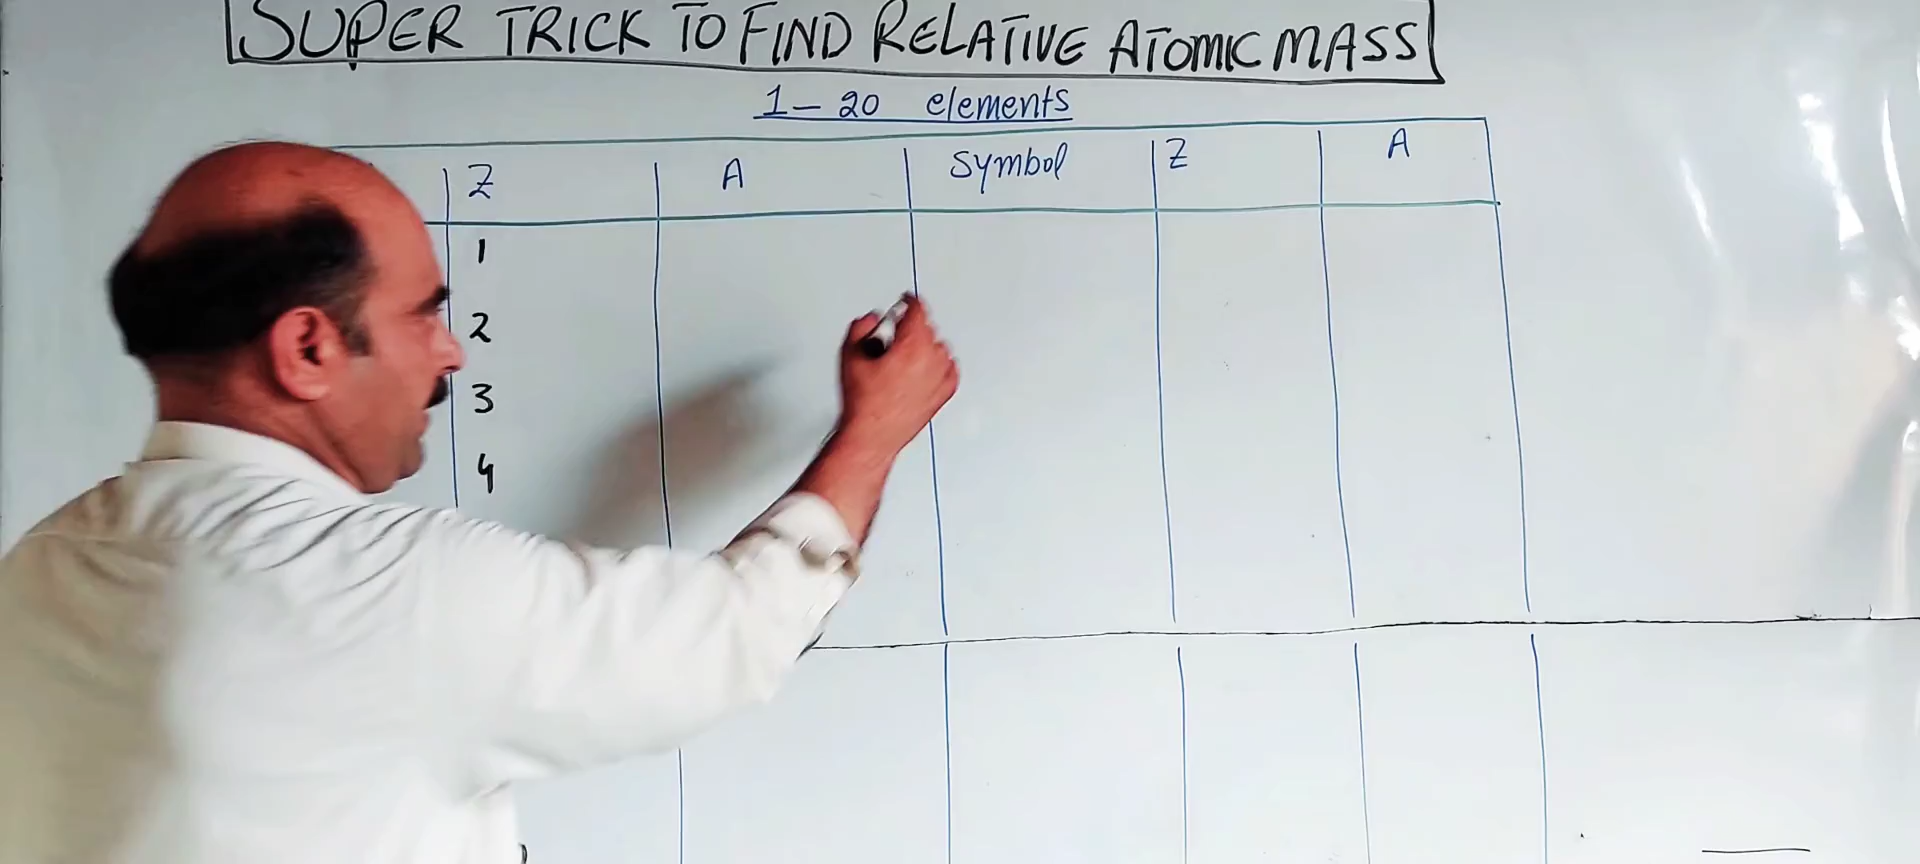 SUPER TRICK TO FIND RELATIVE ATOMIC MASS
1-20 elements
Z A Symbol Z A
1
2
3
4